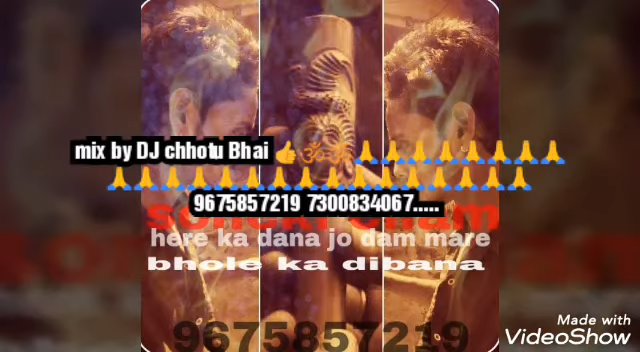 mix by DJ chhotu Bhai 👍🕉🕉🙏🙏🙏🙏🙏🙏🙏🙏
🙏🙏🙏🙏🙏🙏🙏🙏🙏🙏🙏🙏🙏🙏🙏🙏
9675857219 7300834067.....
here ka dana jo dam mare
bhole ka dibana
9675857219
Made with
VideoShow